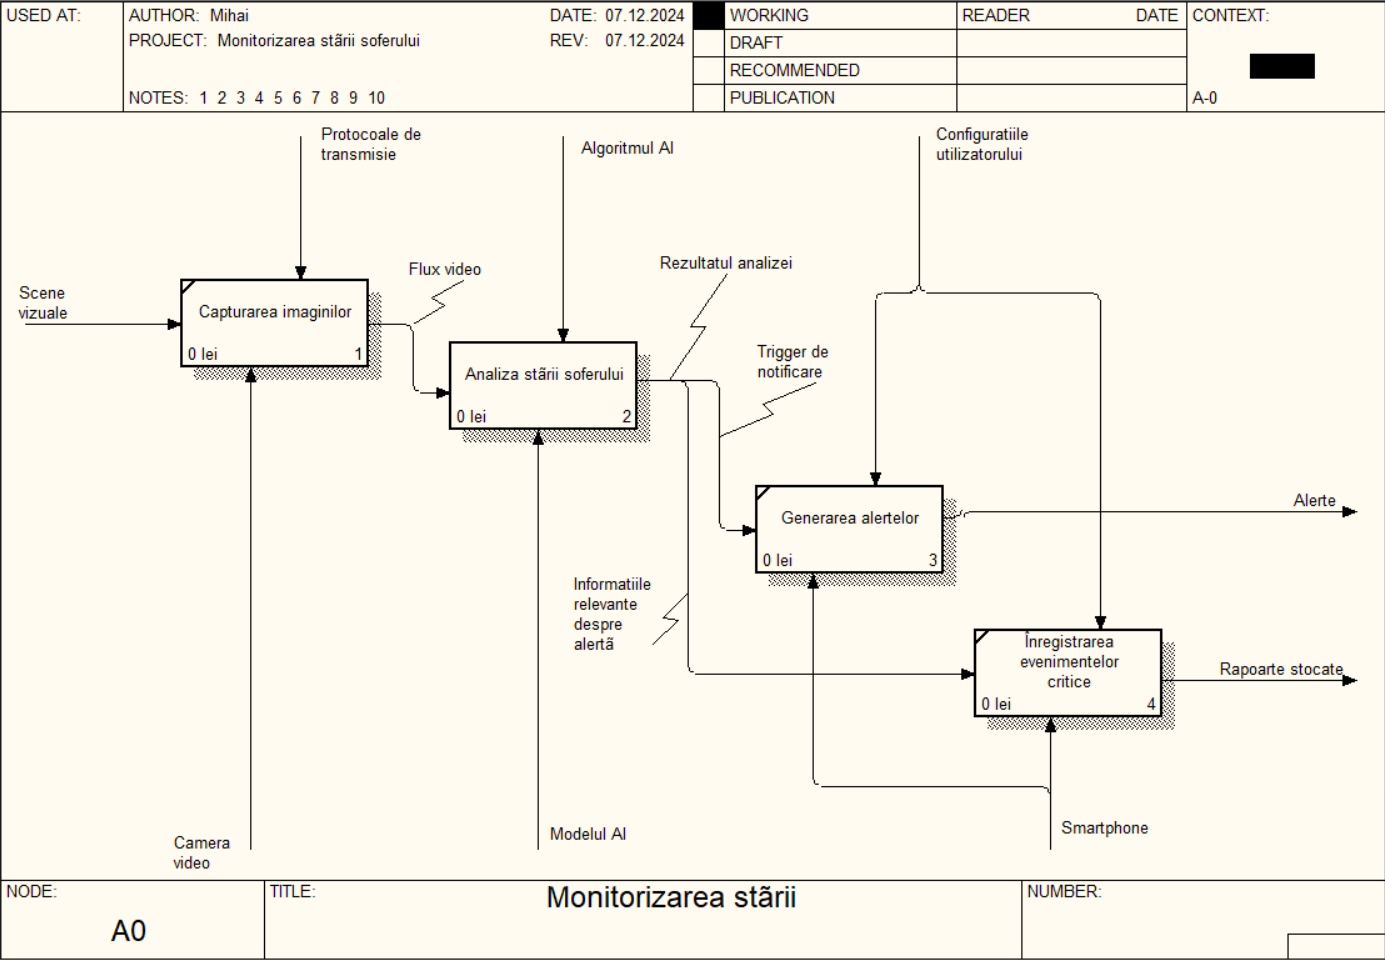 USED AT:
AUTHOR: Mihai
DATE: 07.12.2024
PROJECT: Monitorizarea stãrii soferului
REV: 07.12.2024
NOTES: 1 2 3 4 5 6 7 8 9 10
WORKING
DRAFT
RECOMMENDED
PUBLICATION
READER
DATE
CONTEXT:
A-0
Protocoale de
transmisie
Algoritmul AI
Configuratiile
utilizatorului
Scene
vizuale
Capturarea imaginilor
0 lei
1
Flux video
Rezultatul analizei
Analiza stãrii soferului
0 lei
2
Trigger de
notificare
Generarea alertelor
0 lei
3
Alerte
Informatiile
relevante
despre
alertã
Înregistrarea
evenimentelor
critice
0 lei
4
Rapoarte stocate
Camera
video
Modelul AI
Smartphone
NODE:
A0
TITLE:
Monitorizarea stãrii
NUMBER: